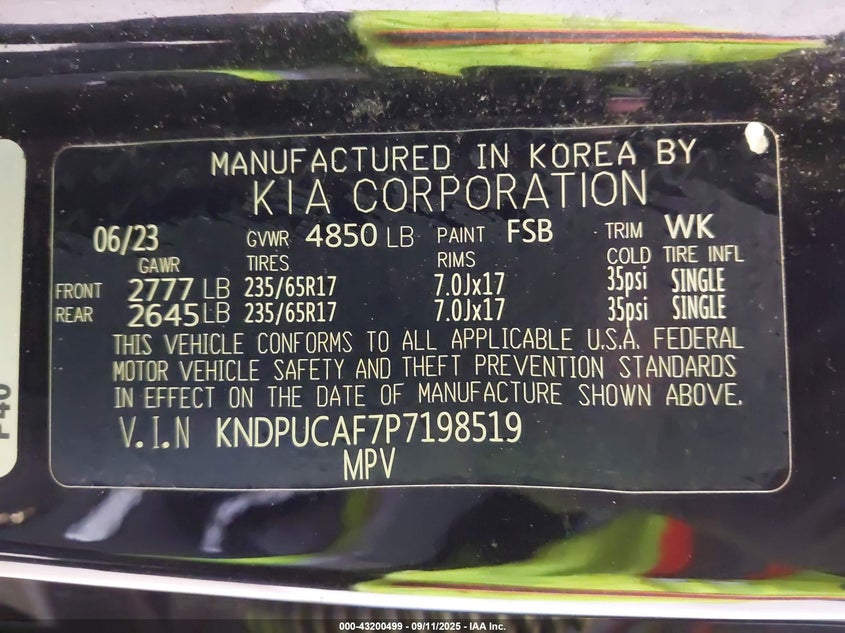 MANUFACTURED IN KOREA BY
KIA CORPORATION
06/23 GVWR 4850 LB PAINT FSB TRIM WK
GAWR TIRES RIMS COLD TIRE INFL
FRONT 2777 LB 235/65R17 7.0Jx17 35psi SINGLE
REAR 2645 LB 235/65R17 7.0Jx17 35psi SINGLE
THIS VEHICLE CONFORMS TO ALL APPLICABLE U.S.A. FEDERAL
MOTOR VEHICLE SAFETY AND THEFT PREVENTION STANDARDS
IN EFFECT ON THE DATE OF MANUFACTURE SHOWN ABOVE.
V.I.N KNDPUCAF7P7198519
MPV
000-43200499 - 09/11/2025 - IAA Inc.